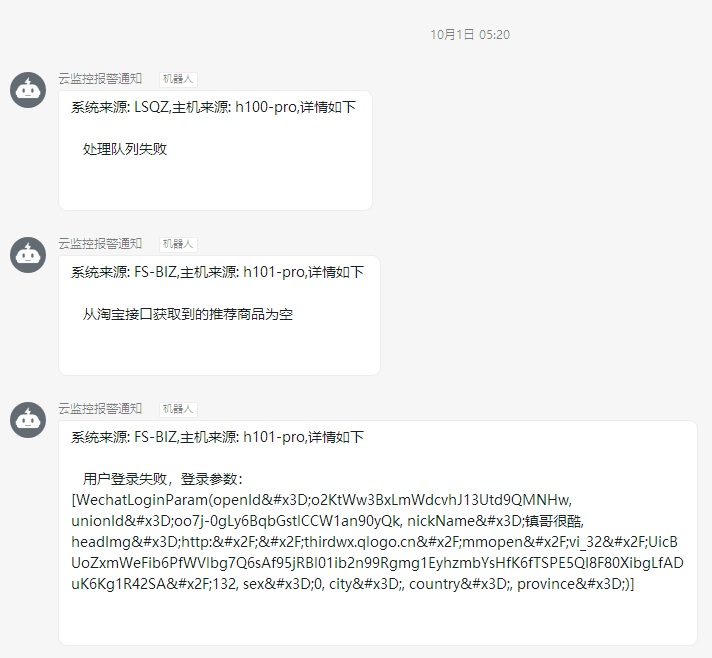 10月1日 05:20
云监控报警通知 机器人
系统来源: LSQZ,主机来源: h100-pro,详情如下
处理队列失败
云监控报警通知 机器人
系统来源: FS-BIZ,主机来源: h101-pro,详情如下
从淘宝接口获取到的推荐商品为空
云监控报警通知 机器人
系统来源: FS-BIZ,主机来源: h101-pro,详情如下
用户登录失败，登录参数：
[WechatLoginParam(openId&#x3D;o2KtWw3BxLmWdcvhJ13Utd9QMNHw,
unionId&#x3D;oo7j-0gLy6BqbGstlCCW1an90yQk, nickName&#x3D;镇哥很酷,
headImg&#x3D;http:&#x2F;&#x2F;thirdwx.qlogo.cn&#x2F;mmopen&#x2F;vi_32&#x2F;UicB
UoZxmWeFib6PfWVlbg7Q6sAf95jRBl01ib2n99Rgmg1EyhzmbYsHfK6fTSPE5Ql8F80XibgLfAD
uK6Kg1R42SA&#x2F;132, sex&#x3D;0, city&#x3D;, country&#x3D;, province&#x3D;)]